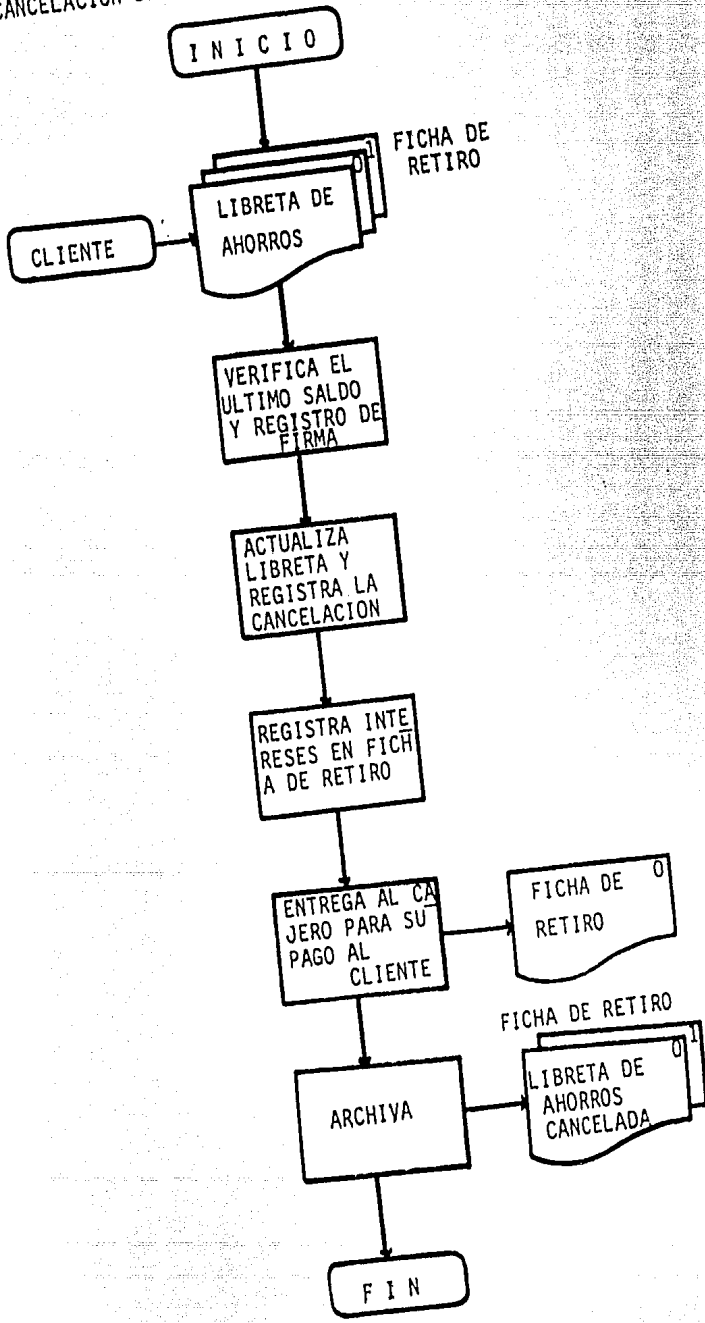 CANCELACION
I N I C I O
FICHA DE
RETIRO
1
0
LIBRETA DE
AHORROS
CLIENTE
VERIFICA EL
ULTIMO SALDO
Y REGISTRO DE
FIRMA
ACTUALIZA
LIBRETA Y
REGISTRA LA
CANCELACION
REGISTRA INTE
RESES EN FICH
A DE RETIRO
ENTREGA AL CA
JERO PARA SU
PAGO AL
CLIENTE
FICHA DE 0
RETIRO
FICHA DE RETIRO
1
0
LIBRETA DE
AHORROS
CANCELADA
ARCHIVA
F I N